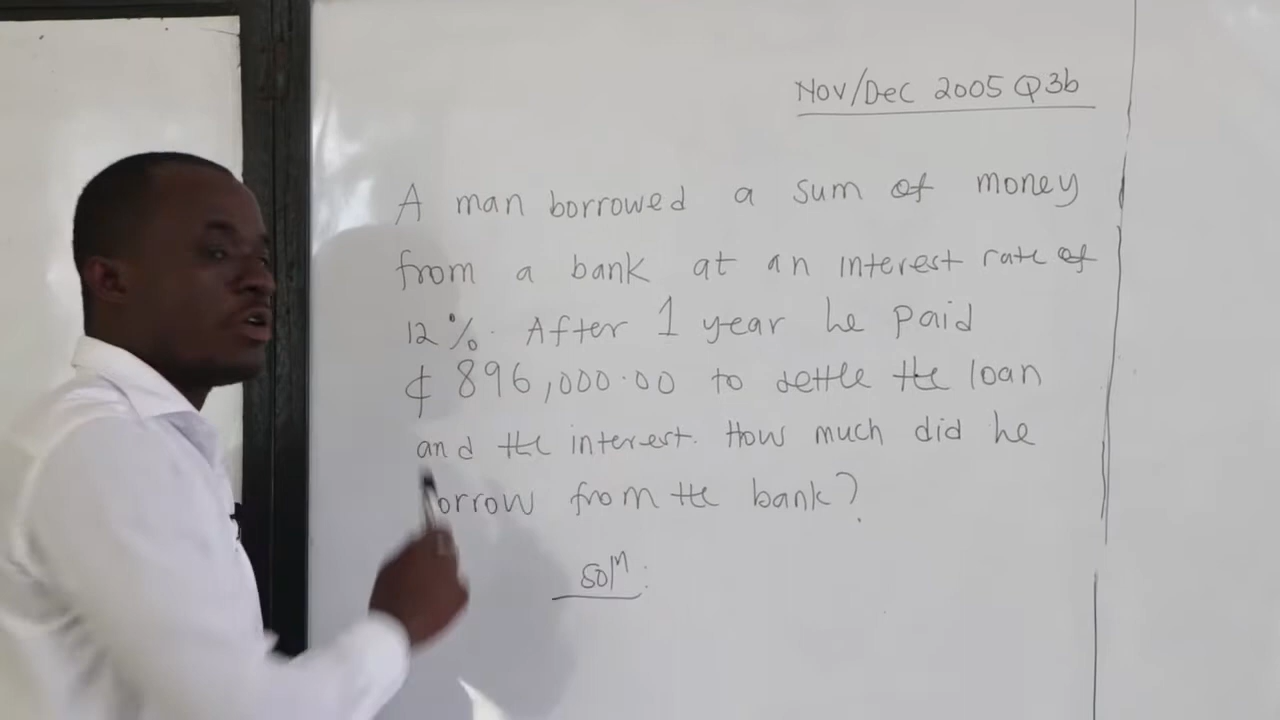 Nov/Dec 2005 Q3b
A man borrowed a sum of money
from a bank at an interest rate of
12%. After 1 year he paid
₵896,000.00 to settle the loan
and the interest. How much did he
orrow from the bank?
soln: